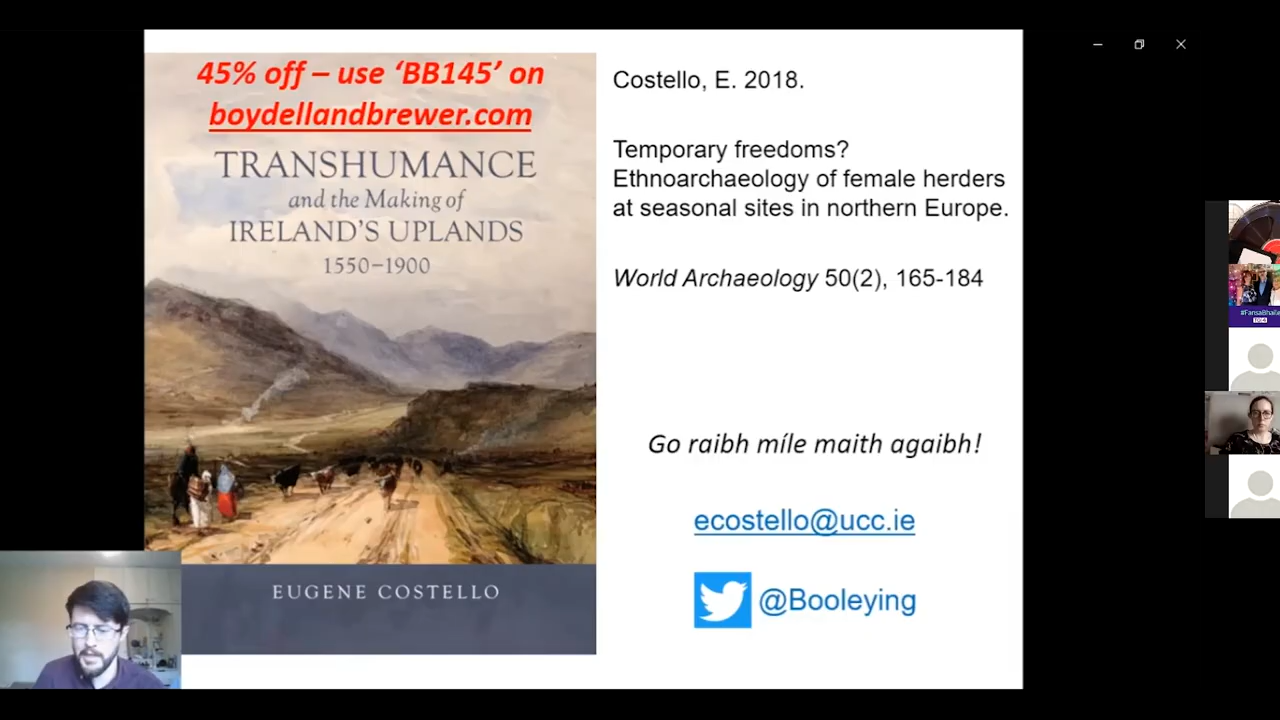 45% off – use ‘BB145’ on
boydellandbrewer.com
TRANSHUMANCE
and the Making of
IRELAND'S UPLANDS
1550–1900
EUGENE COSTELLO
Costello, E. 2018.
Temporary freedoms?
Ethnoarchaeology of female herders
at seasonal sites in northern Europe.
World Archaeology 50(2), 165-184
Go raibh míle maith agaibh!
ecostello@ucc.ie
@Booleying